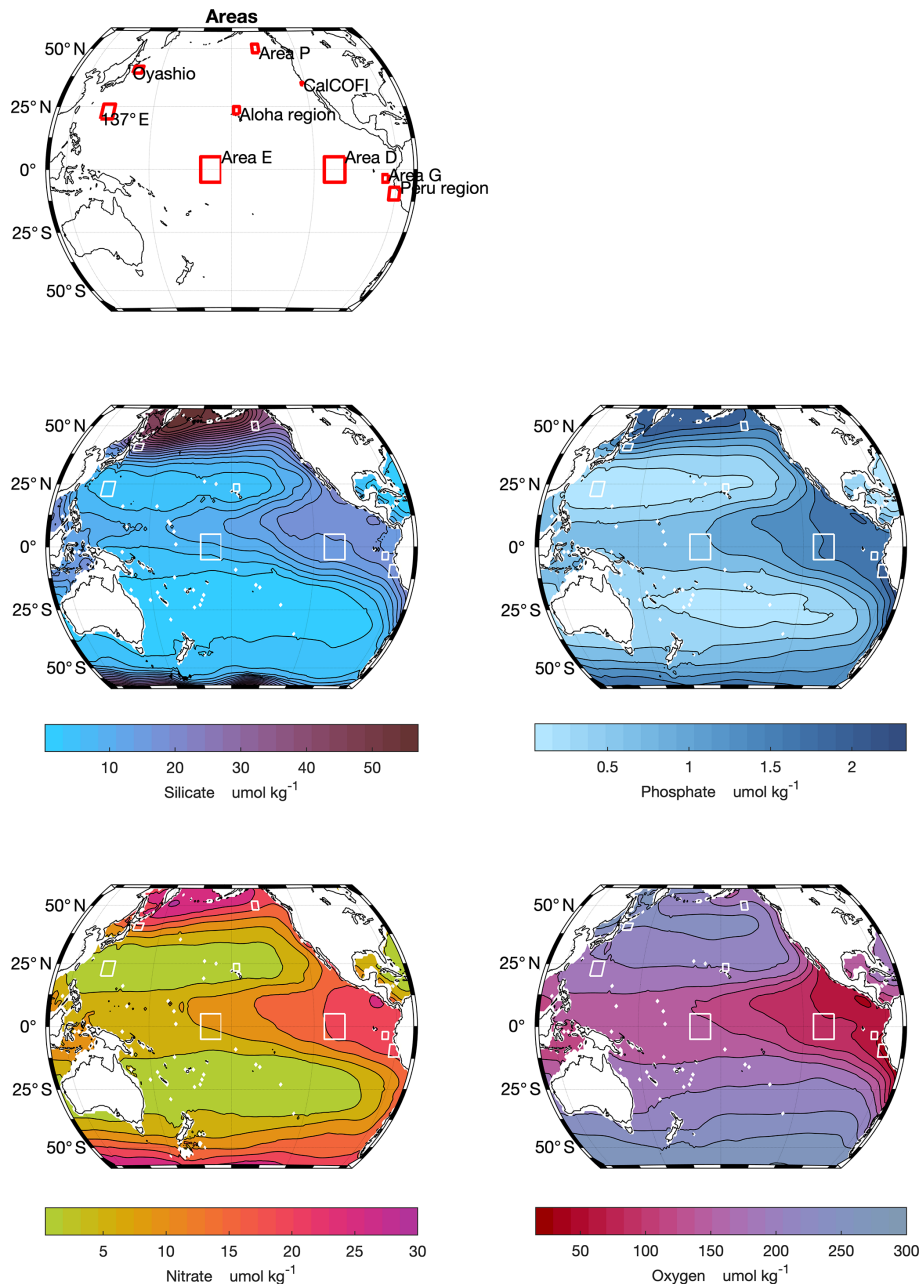 Areas
50° N
Area P
Oyashio
CalCOFI
25° N
137° E
Aloha region
0°
Area E
Area D
Area G
Peru region
25° S
50° S
50° N
25° N
0°
25° S
50° S
10 20 30 40 50
Silicate umol kg⁻¹
50° N
25° N
0°
25° S
50° S
0.5 1 1.5 2
Phosphate umol kg⁻¹
50° N
25° N
0°
25° S
50° S
5 10 15 20 25 30
Nitrate umol kg⁻¹
50° N
25° N
0°
25° S
50° S
50 100 150 200 250 300
Oxygen umol kg⁻¹